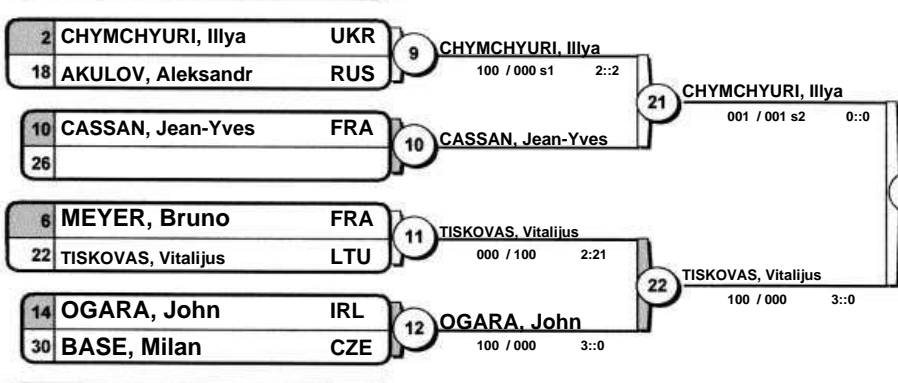 2 CHYMCHYURI, Illya UKR
18 AKULOV, Aleksandr RUS
9
CHYMCHYURI, Illya
100 / 000 s1 2::2
10 CASSAN, Jean-Yves FRA
26
10
CASSAN, Jean-Yves
21
CHYMCHYURI, Illya
001 / 001 s2 0::0
6 MEYER, Bruno FRA
22 TISKOVAS, Vitalijus LTU
11
TISKOVAS, Vitalijus
000 / 100 2:21
14 OGARA, John IRL
30 BASE, Milan CZE
12
OGARA, John
100 / 000 3::0
22
TISKOVAS, Vitalijus
100 / 000 3::0